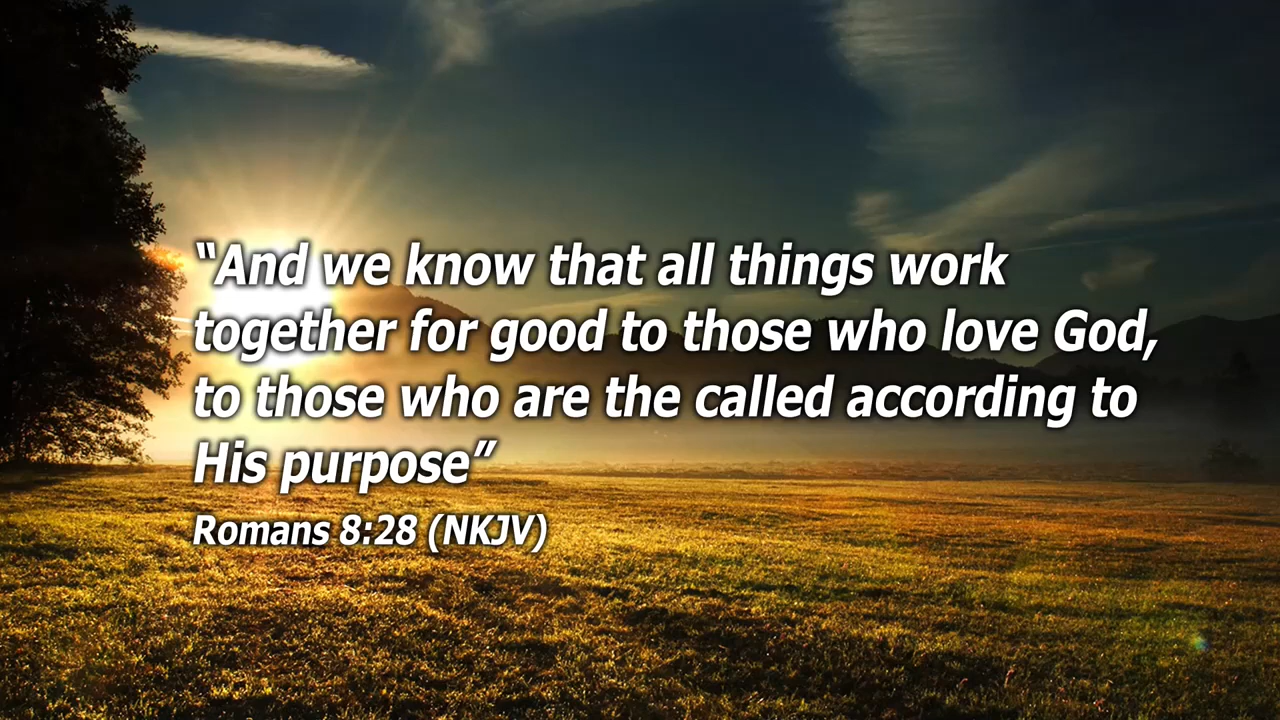 “And we know that all things work
together for good to those who love God,
to those who are the called according to
His purpose”
Romans 8:28 (NKJV)